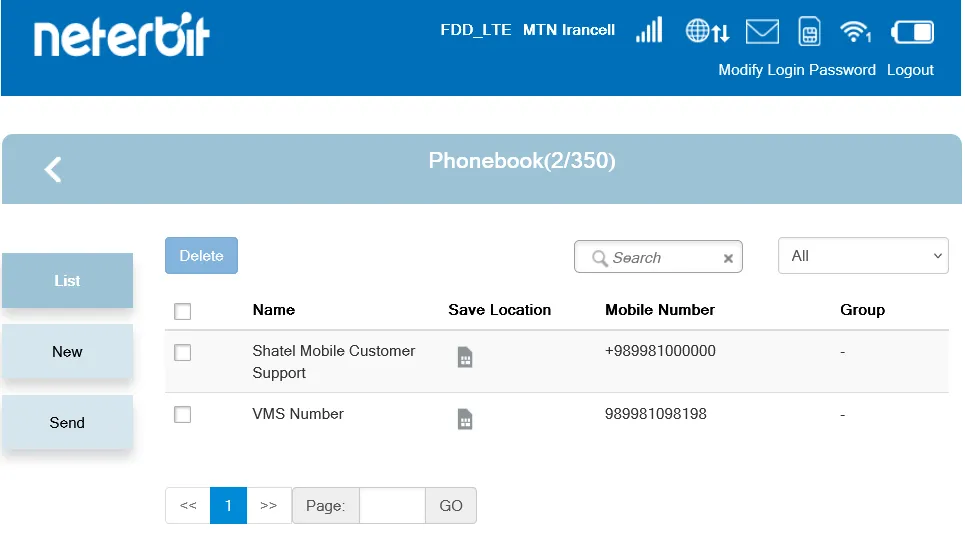 neterbit
FDD_LTE MTN Irancell 1
Modify Login Password Logout
Phonebook(2/350)
Delete Search × All
List
New
Send
Name Save Location Mobile Number Group
Shatel Mobile Customer
Support
+989981000000 -
VMS Number 989981098198 -
<< 1 >> Page: GO